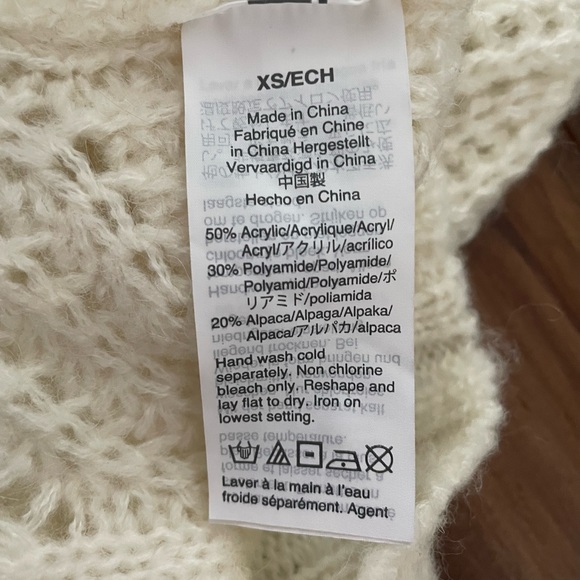 XS/ECH
Made in China
Fabriqué en Chine
in China Hergestellt
Vervaardigd in China
中国製
Hecho en China
50% Acrylic/Acrylique/Acryl/
Acryl/アクリル/acrílico
30% Polyamide/Polyamide/
Polyamid/Polyamide/ポ
リアミド/poliamida
20% Alpaca/Alpaga/Alpaka/
Alpaca/アルパカ/alpaca
Hand wash cold
separately. Non chlorine
bleach only. Reshape and
lay flat to dry. Iron on
lowest setting.
Laver à la main à l'eau
froide séparément. Agent